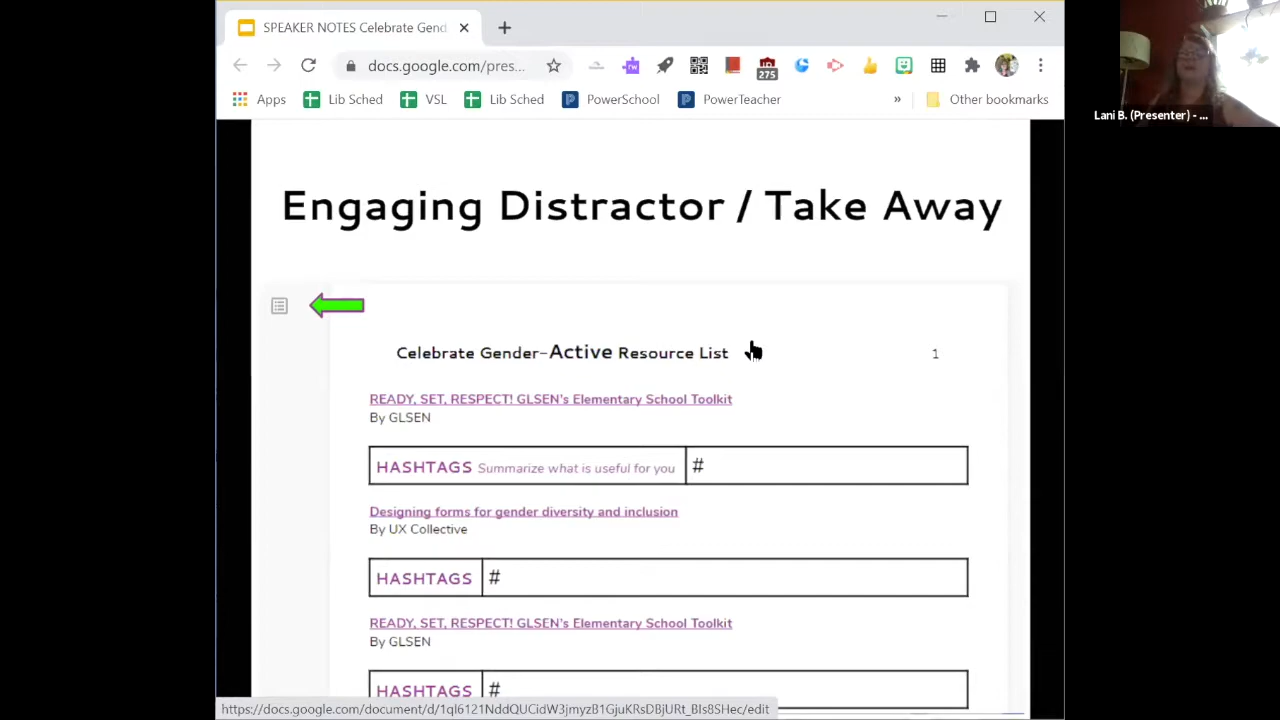 SPEAKER NOTES Celebrate Gend
docs.google.com/pres...
275
Apps Lib Sched VSL Lib Sched PowerSchool PowerTeacher » Other bookmarks
Lani B. (Presenter) - ...
Engaging Distractor / Take Away
Celebrate Gender-Active Resource List 1
READY, SET, RESPECT! GLSEN's Elementary School Toolkit
By GLSEN
HASHTAGS Summarize what is useful for you #
Designing forms for gender diversity and inclusion
By UX Collective
HASHTAGS #
READY, SET, RESPECT! GLSEN's Elementary School Toolkit
By GLSEN
HASHTAGS #